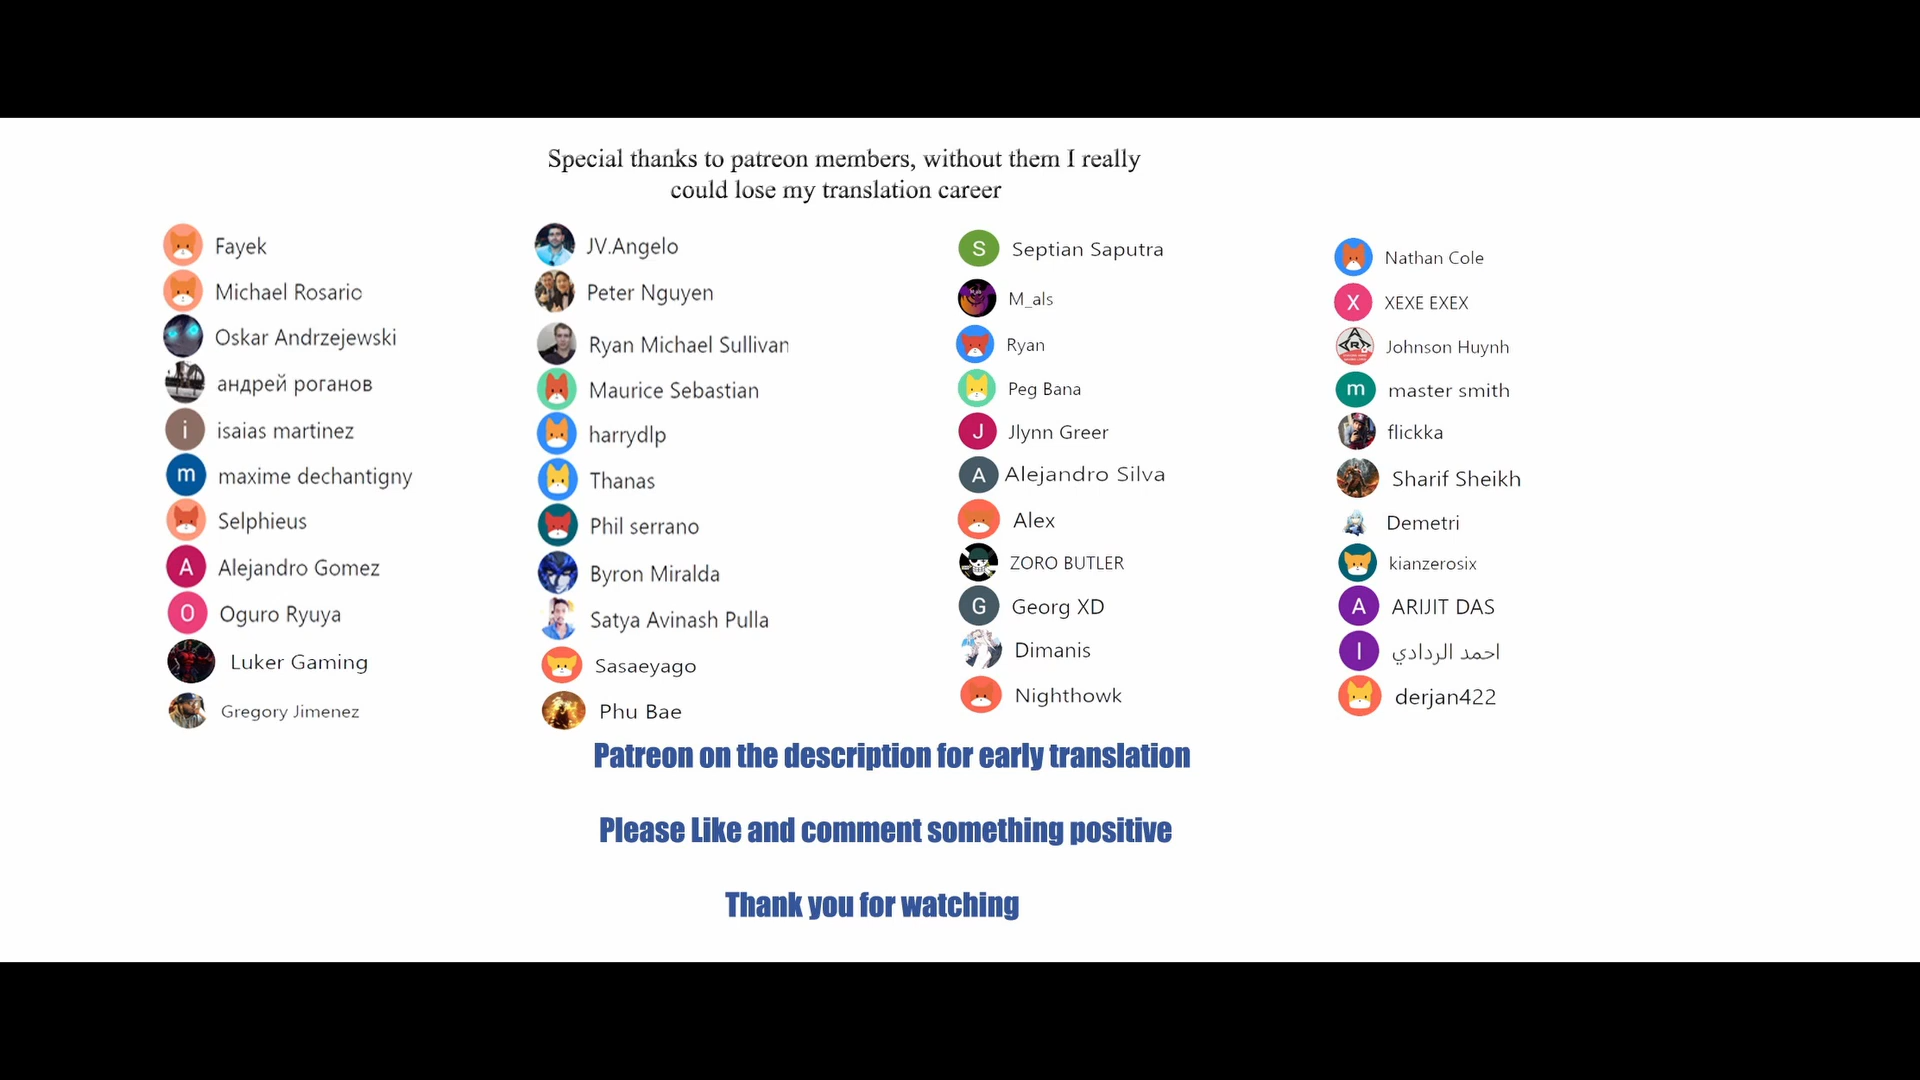 Special thanks to patreon members, without them I really
could lose my translation career
Fayek
Michael Rosario
Oskar Andrzejewski
андрей роганов
i
isaias martinez
m
maxime dechantigny
Selphieus
A
Alejandro Gomez
O
Oguro Ryuya
Luker Gaming
Gregory Jimenez
JV.Angelo
Peter Nguyen
Ryan Michael Sullivan
Maurice Sebastian
harrydlp
Thanas
Phil serrano
Byron Miralda
Satya Avinash Pulla
Sasaeyago
Phu Bae
S
Septian Saputra
M_als
Ryan
Peg Bana
J
Jlynn Greer
A
Alejandro Silva
Alex
ZORO BUTLER
G
Georg XD
Dimanis
Nighthowk
Nathan Cole
X
XEXE EXEX
Johnson Huynh
m
master smith
flickka
Sharif Sheikh
Demetri
kianzerosix
A
ARIJIT DAS
I
احمد الردادي
derjan422
Patreon on the description for early translation
Please Like and comment something positive
Thank you for watching